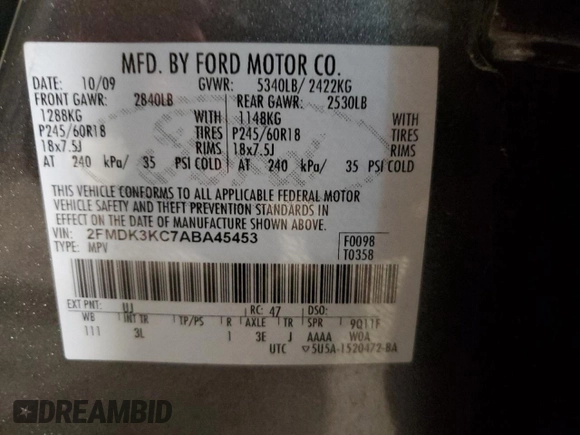 MFD. BY FORD MOTOR CO.
DATE: 10/09 GVWR: 5340LB/ 2422KG
FRONT GAWR: 2840LB REAR GAWR: 2530LB
1288KG WITH 1148KG WITH
P245/60R18 TIRES P245/60R18 TIRES
18x7.5J RIMS 18x7.5J RIMS
AT 240 kPa/ 35 PSI COLD AT 240 kPa/ 35 PSI COLD
THIS VEHICLE CONFORMS TO ALL APPLICABLE FEDERAL MOTOR
VEHICLE SAFETY AND THEFT PREVENTION STANDARDS IN
EFFECT ON THE DATE OF MANUFACTURE SHOWN ABOVE.
VIN: 2FMDK3KC7ABA45453 F0098
TYPE: MPV T0358
EXT PNT: UJ RC: 47 DSO:
WB INT TR TP/PS R AXLE TR SPR 9Q11F
111 3L 1 3E J AAAA W0A
UTC 5U5A-1520472-BA
DREAMBID